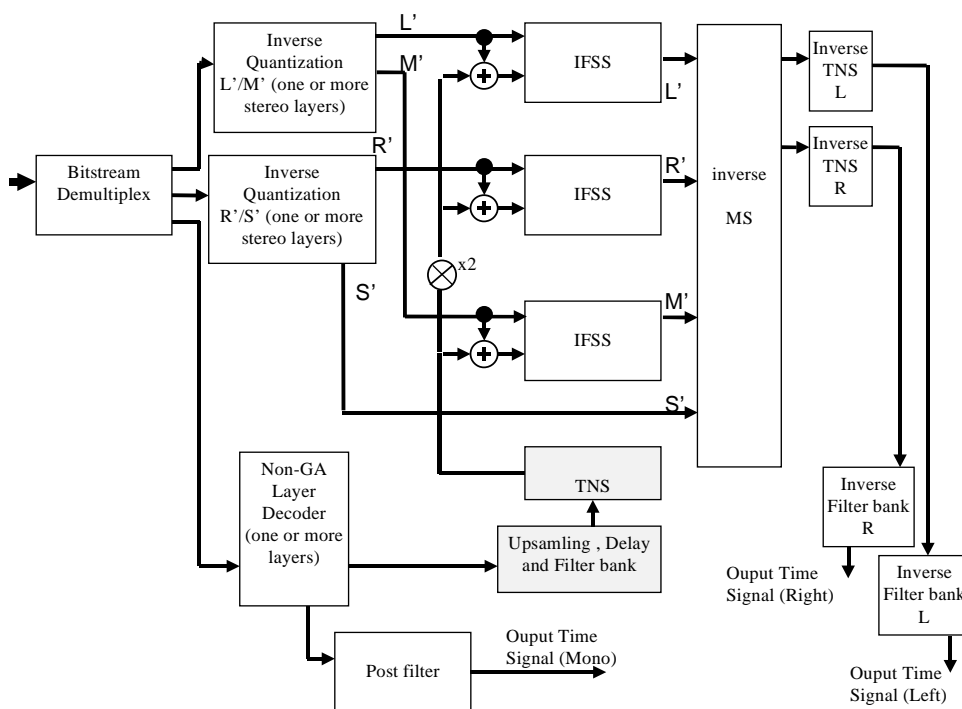 L'
Inverse
Quantization
L'/M' (one or more
stereo layers)
M'
IFSS
L'
Inverse
TNS
L
R'
Bitstream
Demultiplex
Inverse
Quantization
R'/S' (one or more
stereo layers)
IFSS
R'
inverse
MS
Inverse
TNS
R
x2
S'
M'
IFSS
S'
Non-GA
Layer
Decoder
(one or more
layers)
TNS
Upsamling , Delay
and Filter bank
Inverse
Filter bank
R
Ouput Time
Signal (Right)
Inverse
Filter bank
L
Post filter
Ouput Time
Signal (Mono)
Ouput Time
Signal (Left)